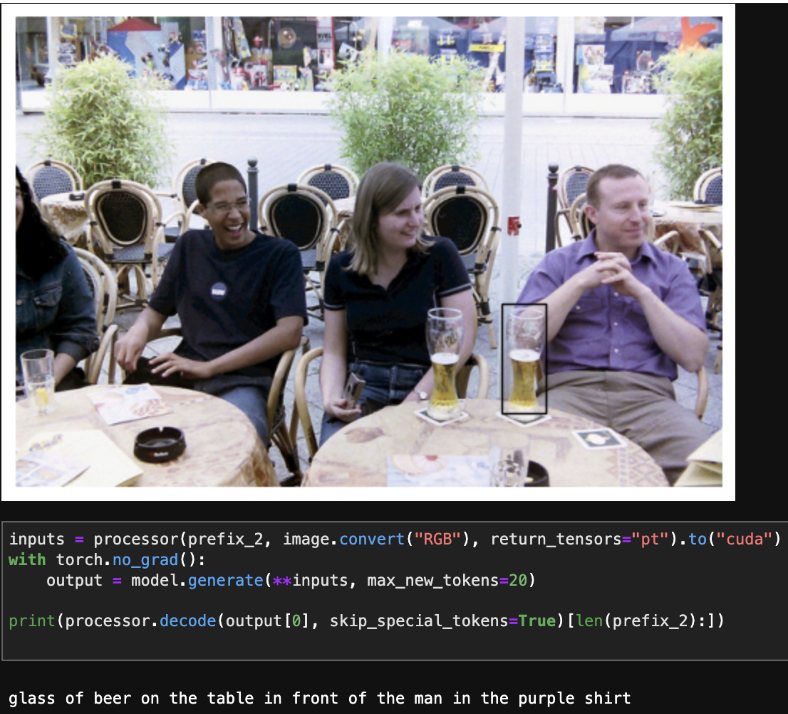 inputs = processor(prefix_2, image.convert("RGB"), return_tensors="pt").to("cuda")
with torch.no_grad():
    output = model.generate(**inputs, max_new_tokens=20)
print(processor.decode(output[0], skip_special_tokens=True)[len(prefix_2):])
glass of beer on the table in front of the man in the purple shirt